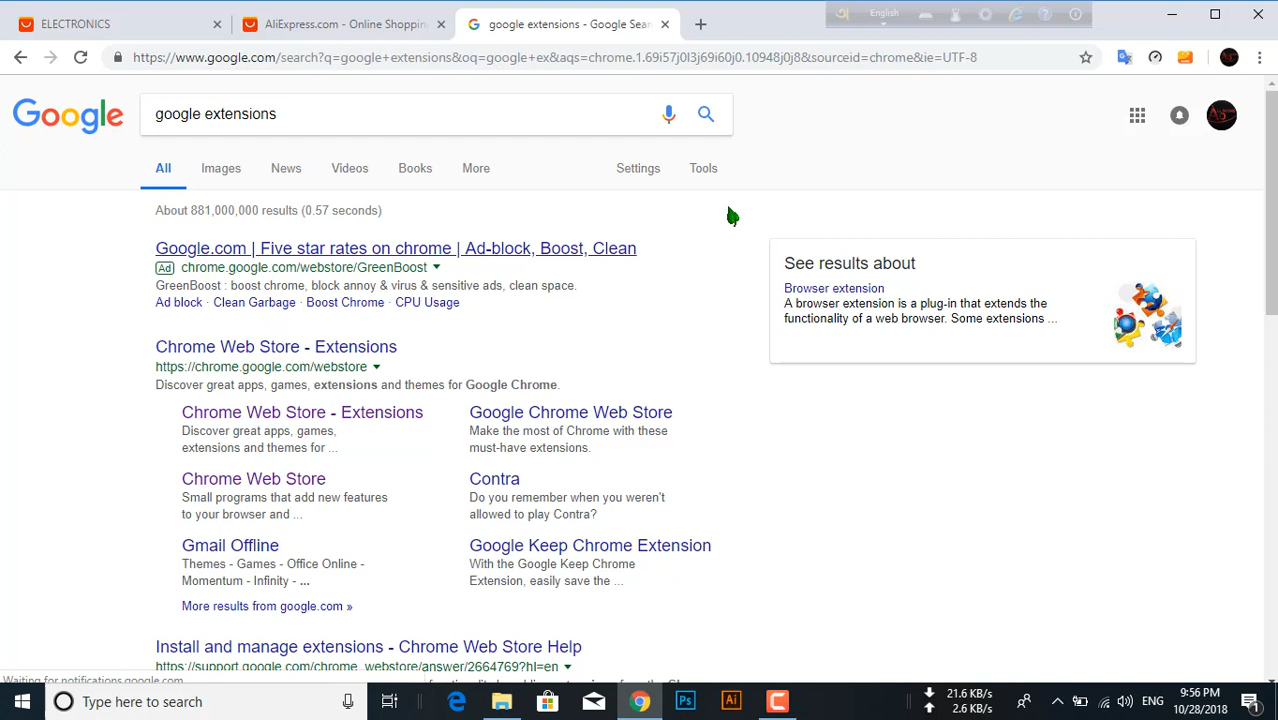 ELECTRONICS
AliExpress.com - Online Shoppin
google extensions - Google Sear
English
https://www.google.com/search?q=google+extensions&oq=google+ex&aqs=chrome.1.69i57j0l3j69i60j0.10948j0j8&sourceid=chrome&ie=UTF-8
Google
google extensions
All
Images
News
Videos
Books
More
Settings
Tools
About 881,000,000 results (0.57 seconds)
Google.com | Five star rates on chrome | Ad-block, Boost, Clean
Ad chrome.google.com/webstore/GreenBoost
GreenBoost : boost chrome, block annoy & virus & sensitive ads, clean space.
Ad block · Clean Garbage · Boost Chrome · CPU Usage
See results about
Browser extension
A browser extension is a plug-in that extends the
functionality of a web browser. Some extensions ...
Chrome Web Store - Extensions
https://chrome.google.com/webstore
Discover great apps, games, extensions and themes for Google Chrome.
Chrome Web Store - Extensions
Discover great apps, games,
extensions and themes for ...
Google Chrome Web Store
Make the most of Chrome with these
must-have extensions.
Chrome Web Store
Small programs that add new features
to your browser and ...
Contra
Do you remember when you weren't
allowed to play Contra?
Gmail Offline
Themes - Games - Office Online -
Momentum - Infinity - ...
Google Keep Chrome Extension
With the Google Keep Chrome
Extension, easily save the ...
More results from google.com »
Install and manage extensions - Chrome Web Store Help
https://support.google.com/chrome_webstore/answer/2664769?hl=en
Waiting for notifications.google.com
Type here to search
Ps
Ai
21.6 KB/s
2.6 KB/s
ENG
9:56 PM
10/28/2018
1